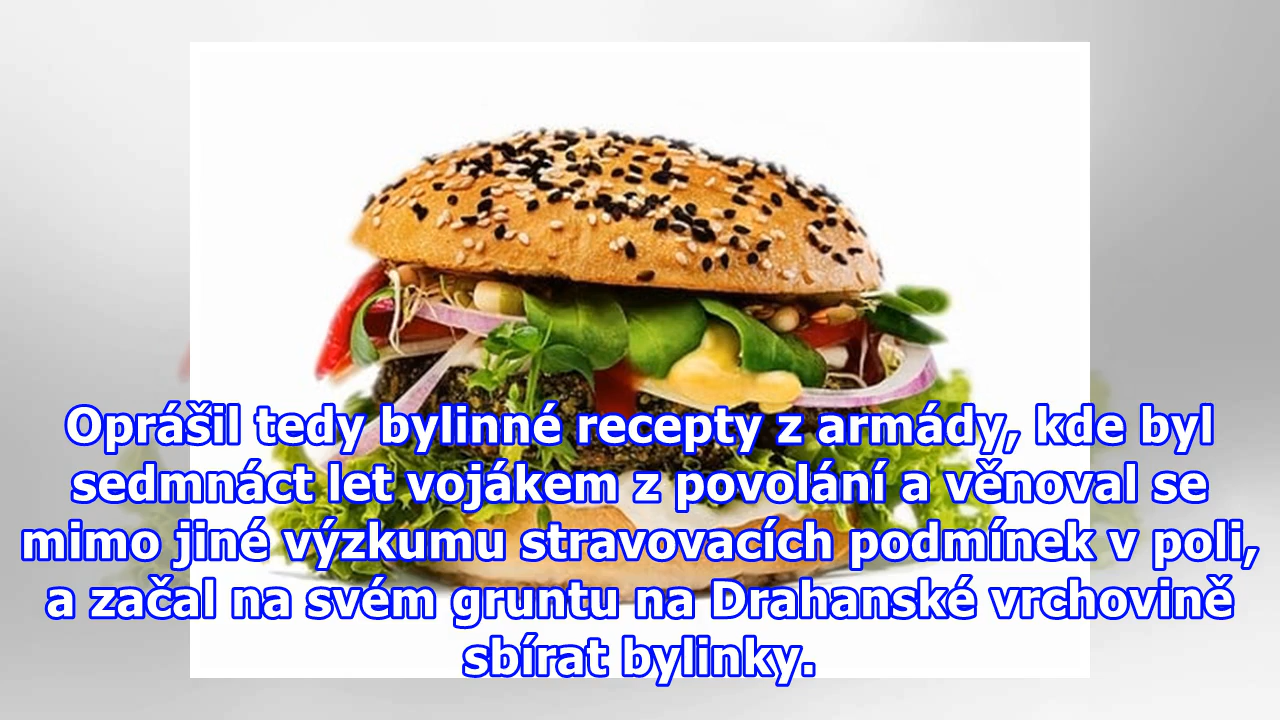 Oprášil tedy bylinné recepty z armády, kde byl
sedmnáct let vojákem z povolání a věnoval se
mimo jiné výzkumu stravovacích podmínek v poli,
a začal na svém gruntu na Drahanské vrchovině
sbírat bylinky.